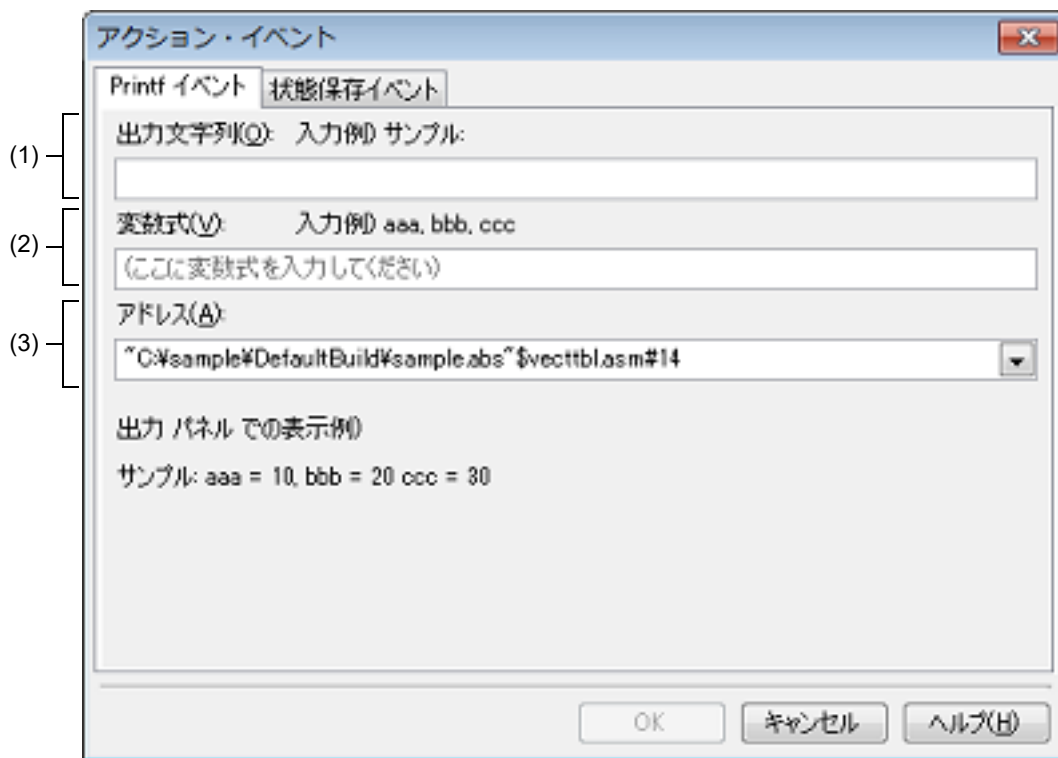 アクション・イベント
Printf イベント 状態保存イベント
(1)
出力文字列(O): 入力例) サンプル:
(2)
変数式(V): 入力例) aaa, bbb, ccc
(ここに変数式を入力してください)
(3)
アドレス(A):
~C:¥sample¥DefaultBuild¥sample.abs~$vecttbl.asm#14
出力 パネル での表示例)
サンプル: aaa = 10, bbb = 20 ccc = 30
OK キャンセル ヘルプ(H)